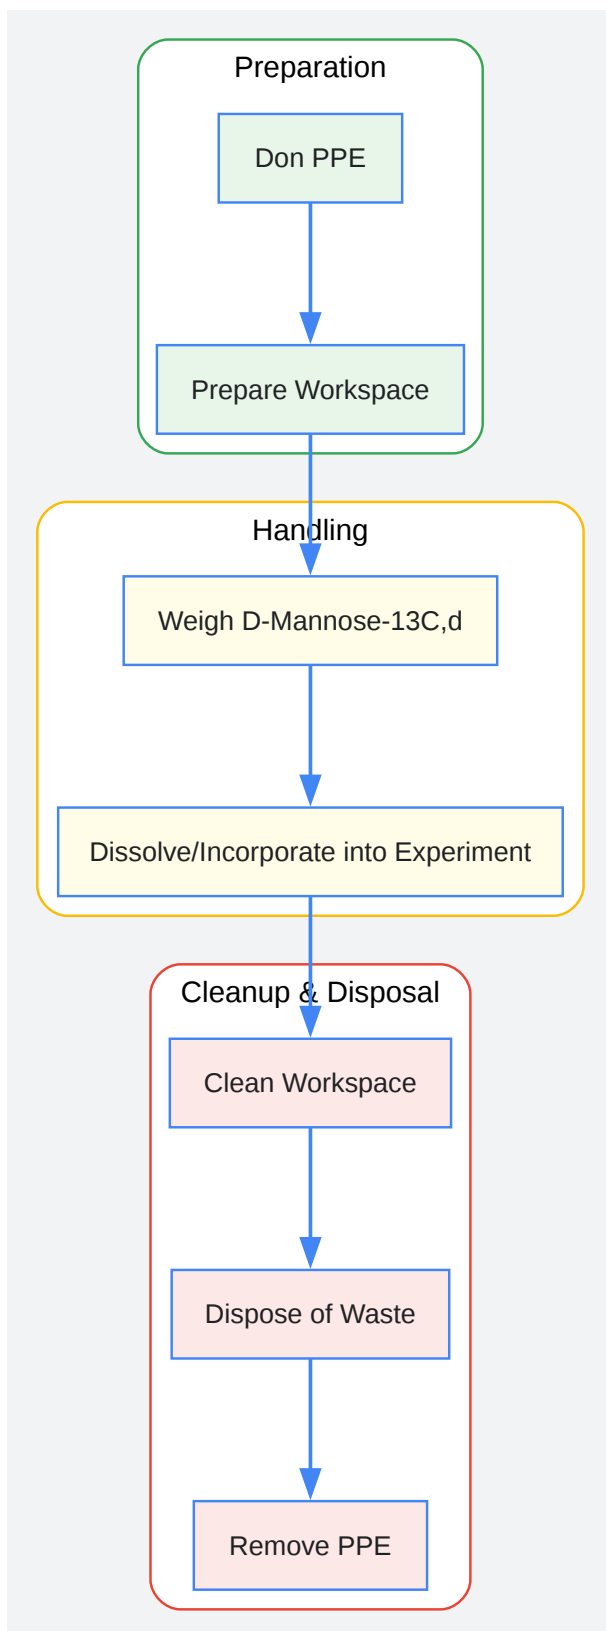 Preparation
Don PPE
Prepare Workspace
Handling
Weigh D-Mannose-13C,d
Dissolve/Incorporate into Experiment
Cleanup & Disposal
Clean Workspace
Dispose of Waste
Remove PPE